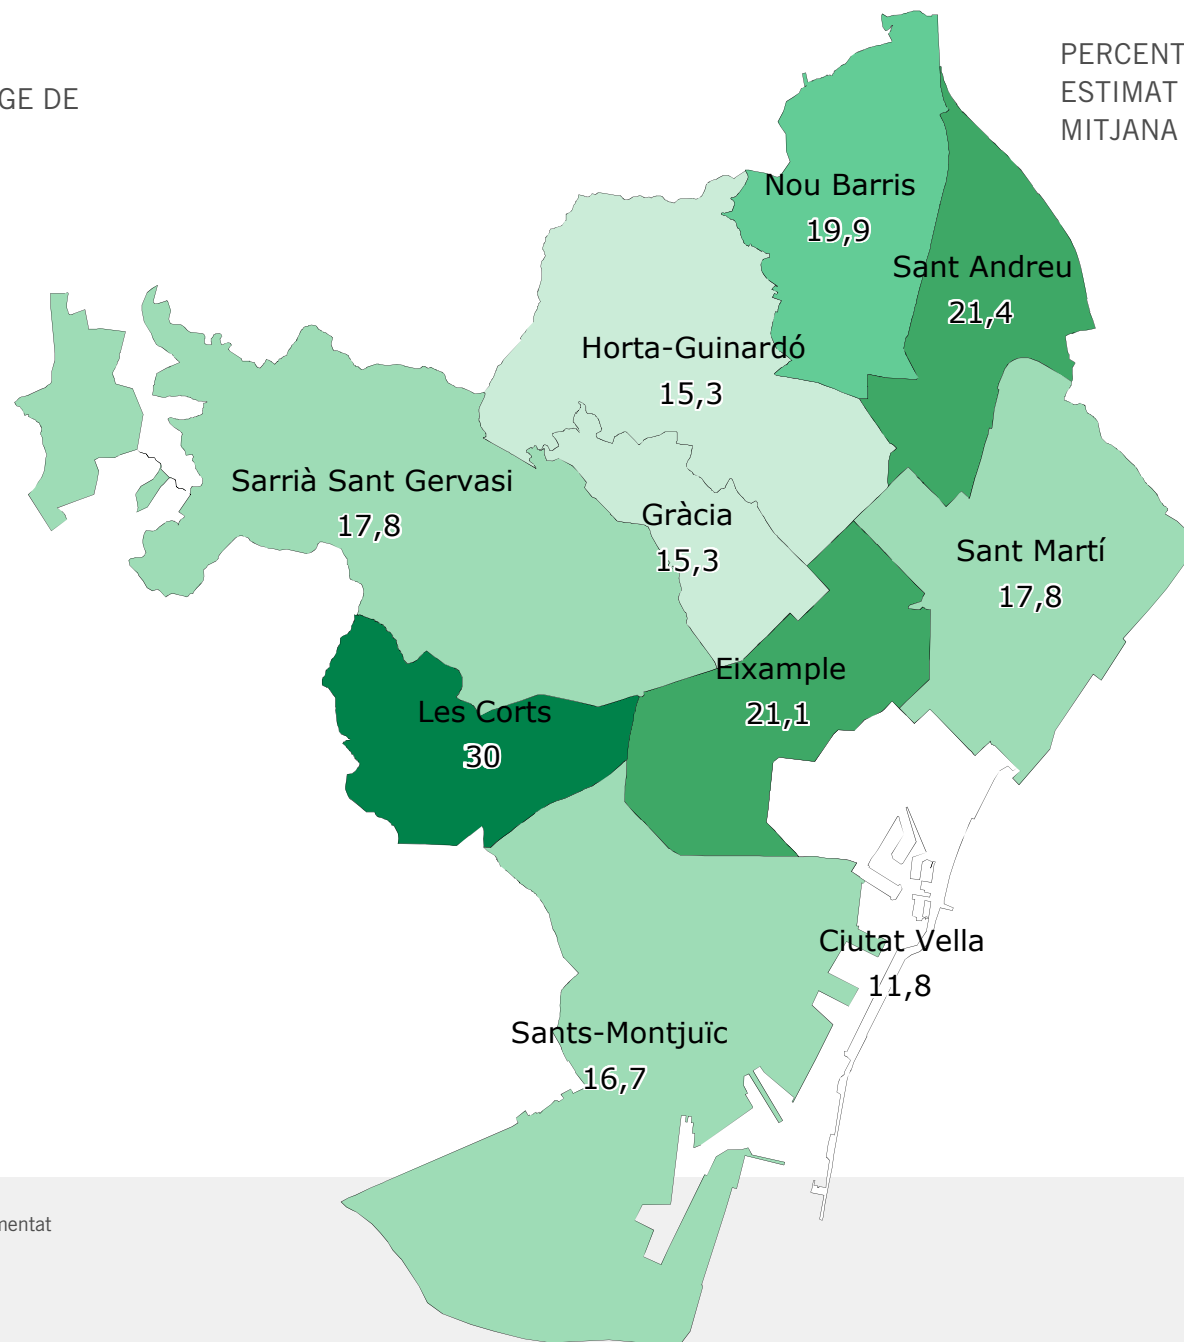 GE DE
PERCENT
ESTIMAT
MITJANA
Nou Barris
19,9
Sant Andreu
21,4
Horta-Guinardó
15,3
Sarrià Sant Gervasi
17,8
Gràcia
15,3
Sant Martí
17,8
Eixample
21,1
Les Corts
30
Ciutat Vella
11,8
Sants-Montjuïc
16,7
mentat